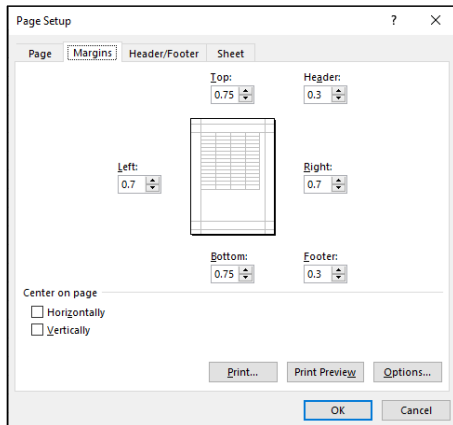 Page Setup ? ×
Page Margins Header/Footer Sheet
Top: Header:
0.75 0.3
Left: Right:
0.7 0.7
Bottom: Footer:
0.75 0.3
Center on page
Horizontally
Vertically
Print... Print Preview Options...
OK Cancel